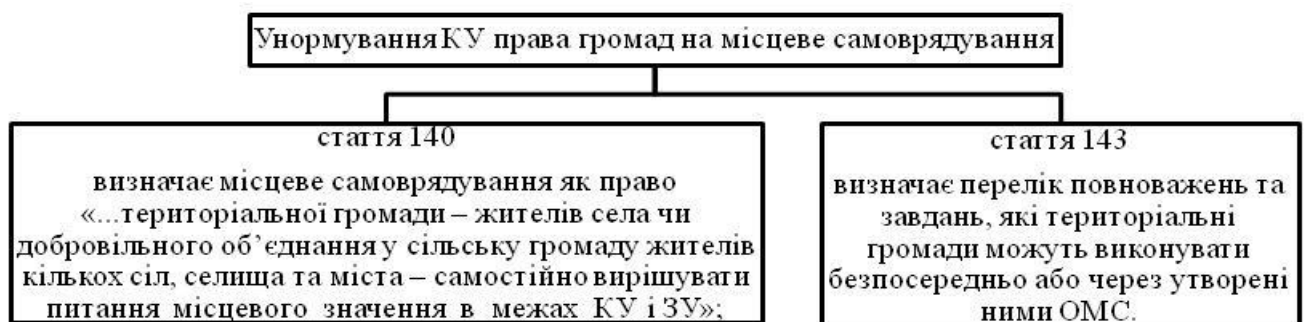 Унормування КУ права громад на місцеве самоврядування
стаття 140
визначає місцеве самоврядування як право
«...територіальної громади – жителів села чи
добровільного об’єднання у сільську громаду жителів
кількох сіл, селища та міста – самостійно вирішувати
питання місцевого значення в межах КУ і ЗУ»;
стаття 143
визначає перелік повноважень та
завдань, які територіальні
громади можуть виконувати
безпосередньо або через утворені
ними ОМС.